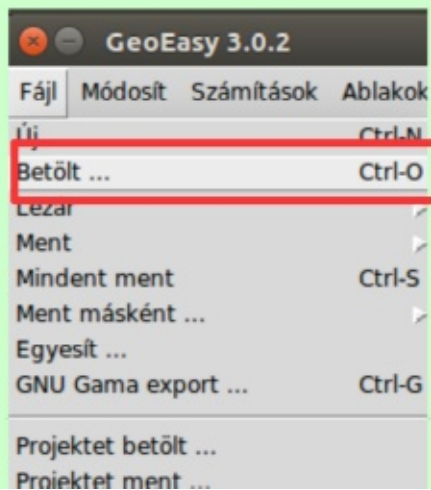 GeoEasy 3.0.2
Fájl Módosít Számítások Ablakok
Új Ctrl-N
Betölt ... Ctrl-O
Lezár
Ment
Mindent ment Ctrl-S
Ment másként ...
Egyesít ...
GNU Gama export ... Ctrl-G
Projektet betölt ...
Projektet ment ...